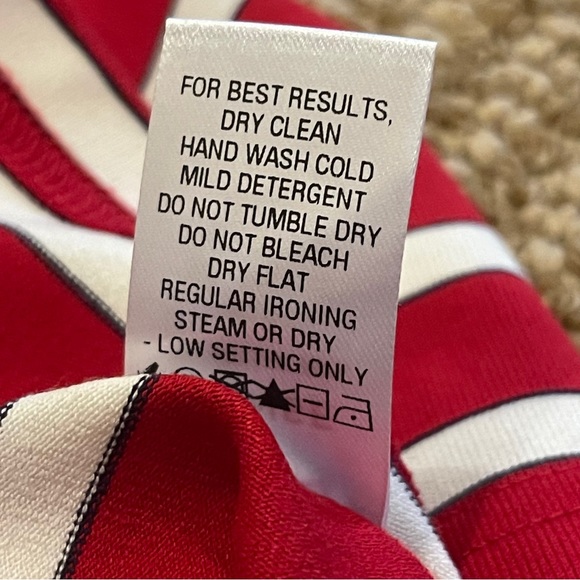 FOR BEST RESULTS,
DRY CLEAN
HAND WASH COLD
MILD DETERGENT
DO NOT TUMBLE DRY
DO NOT BLEACH
DRY FLAT
REGULAR IRONING
STEAM OR DRY
- LOW SETTING ONLY